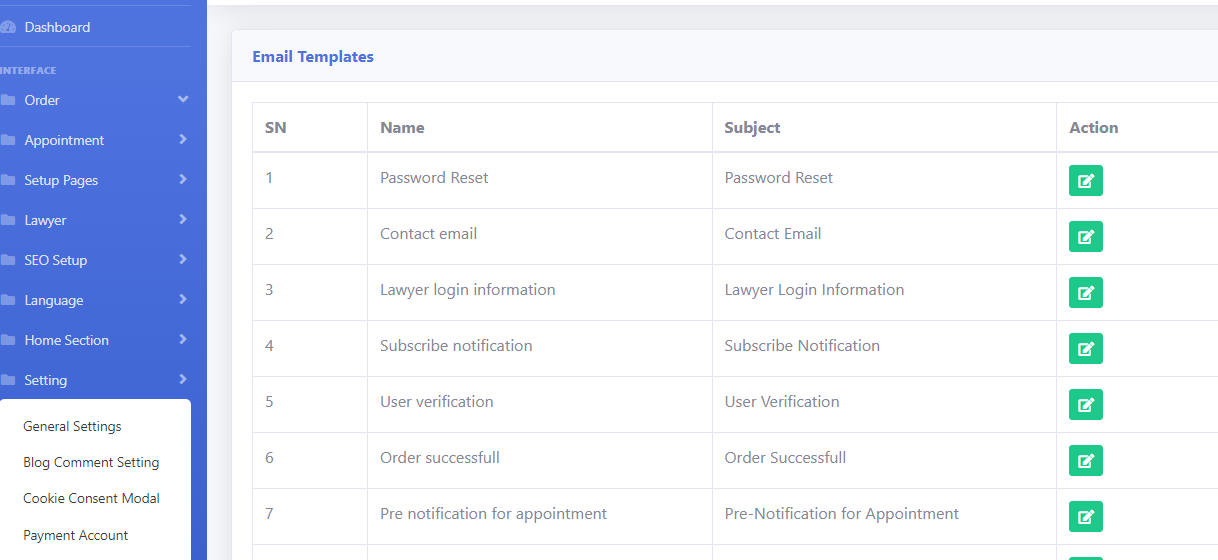 Dashboard
INTERFACE
Order
Appointment
Setup Pages
Lawyer
SEO Setup
Language
Home Section
Setting
General Settings
Blog Comment Setting
Cookie Consent Modal
Payment Account
Email Templates
SN Name Subject Action
1 Password Reset Password Reset
2 Contact email Contact Email
3 Lawyer login information Lawyer Login Information
4 Subscribe notification Subscribe Notification
5 User verification User Verification
6 Order successfull Order Successfull
7 Pre notification for appointment Pre-Notification for Appointment